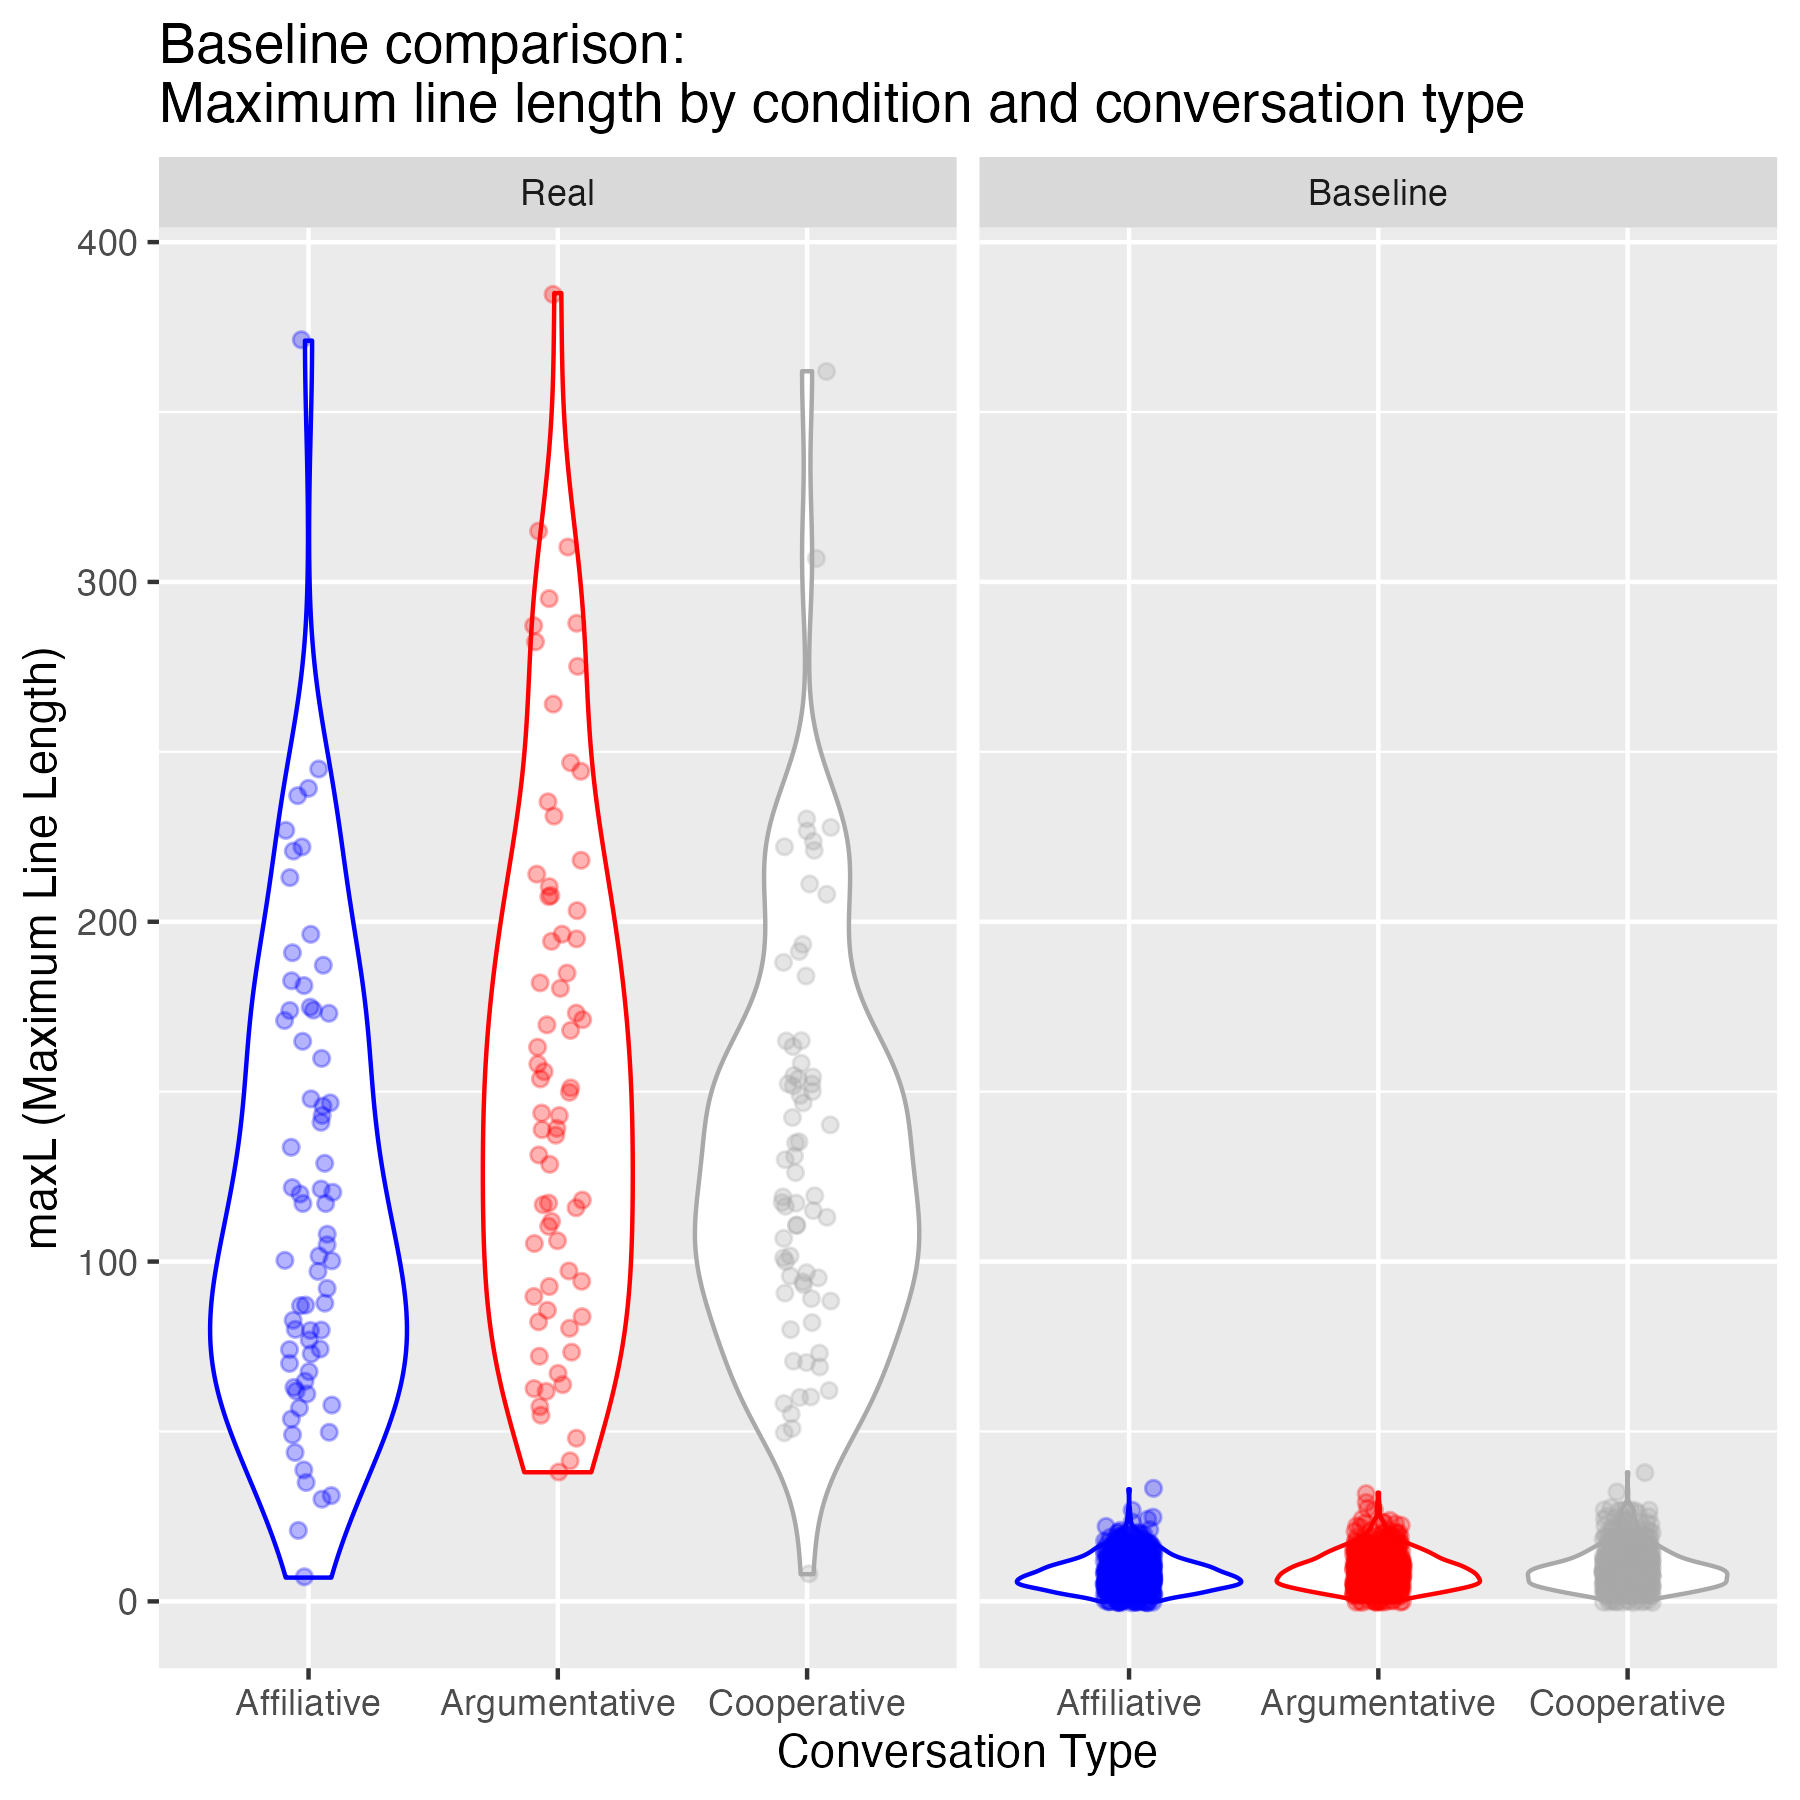 Baseline comparison:
Maximum line length by condition and conversation type
Real
Baseline
maxL (Maximum Line Length)
400
300
200
100
0
Affiliative
Argumentative
Cooperative
Affiliative
Argumentative
Cooperative
Conversation Type